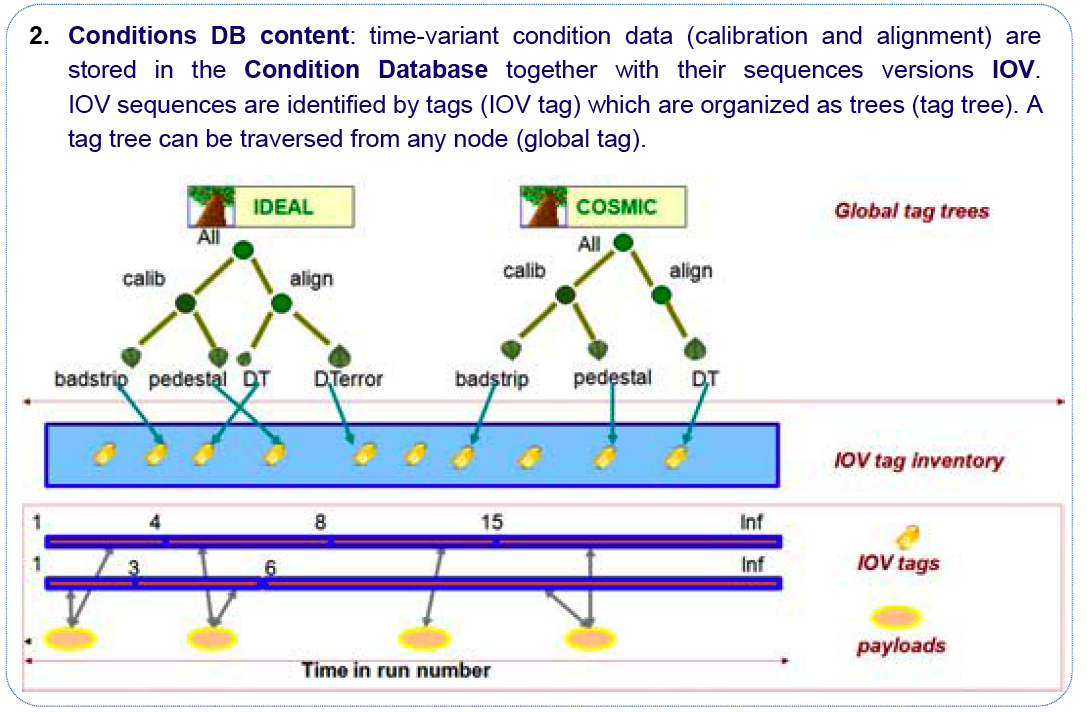 2. Conditions DB content: time-variant condition data (calibration and alignment) are
stored in the Condition Database together with their sequences versions IOV.
IOV sequences are identified by tags (IOV tag) which are organized as trees (tag tree). A
tag tree can be traversed from any node (global tag).
IDEAL COSMIC Global tag trees
All All
calib align calib align
badstrip pedestal DT DTerror badstrip pedestal DT
IOV tag inventory
1 4 8 15 Inf
IOV tags
1 3 6 Inf
payloads
Time in run number